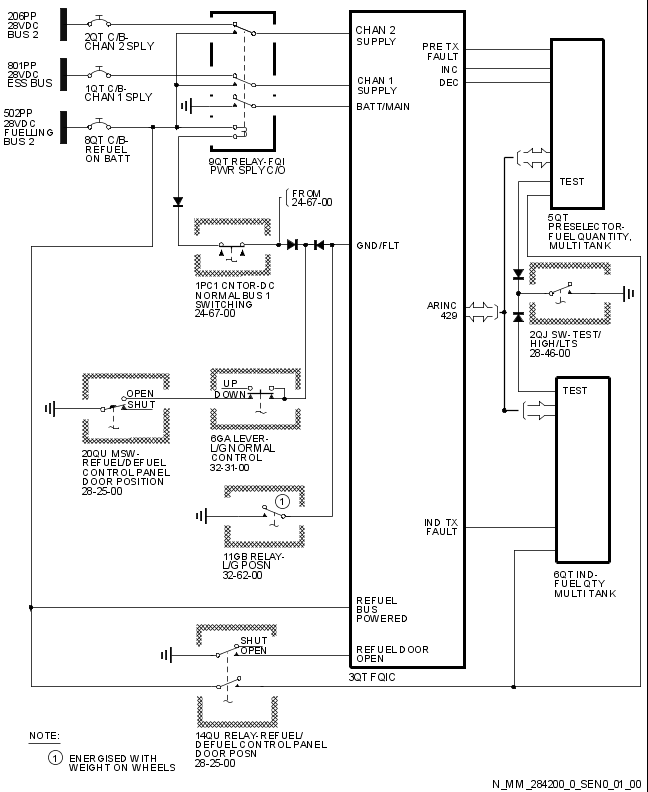 206PP
28VDC
BUS 2
2QT C/B-
CHAN 2 SPLY
801PP
28VDC
ESS BUS
1QT C/B-
CHAN 1 SPLY
502PP
28VDC
FUELLING
BUS 2
8QT C/B-
REFUEL
ON BATT
9QT RELAY-FQI
PWR SPLY C/O
FROM
24-67-00
1PC1 CNTOR-DC
NORMAL BUS 1
SWITCHING
24-67-00
OPEN
SHUT
20QU MSW-
REFUEL/DEFUEL
CONTROL PANEL
DOOR POSITION
28-25-00
UP
DOWN
6GA LEVER-
L/G NORMAL
CONTROL
32-31-00
1
11GB RELAY-
L/G POSN
32-62-00
SHUT
OPEN
14QU RELAY-REFUEL/
DEFUEL CONTROL PANEL
DOOR POSN
28-25-00
CHAN 2
SUPPLY
CHAN 1
SUPPLY
BATT/MAIN
GND/FLT
REFUEL
BUS
POWERED
REFUEL DOOR
OPEN
3QT FQIC
PRE TX
FAULT
INC
DEC
ARINC
429
IND TX
FAULT
TEST
5QT
PRESELECTOR-
FUEL QUANTITY,
MULTI TANK
2QJ SW-TEST/
HIGH/LTS
28-46-00
TEST
6QT IND-
FUEL QTY
MULTI TANK
NOTE:
1 ENERGISED WITH
WEIGHT ON WHEELS
N_MM_284200_0_SEN0_01_00